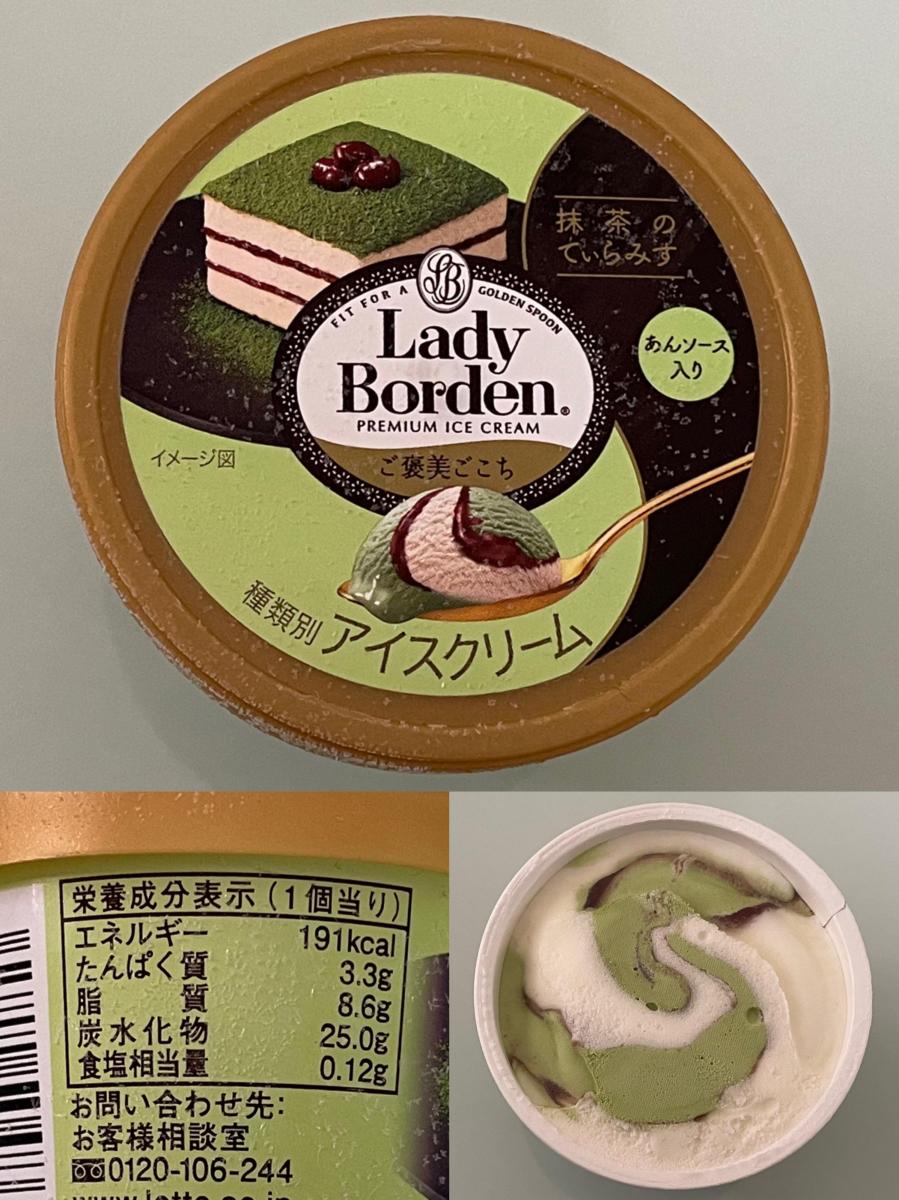 抹茶の
てぃらみす
あんソース
入り
LB
FIT FOR A GOLDEN SPOON
Lady
Borden®
PREMIUM ICE CREAM
ご褒美ごこち
イメージ図
種類別 アイスクリーム
栄養成分表示(1個当り)
エネルギー 191kcal
たんぱく質 3.3g
脂質 8.6g
炭水化物 25.0g
食塩相当量 0.12g
お問い合わせ先:
お客様相談室
0120-106-244